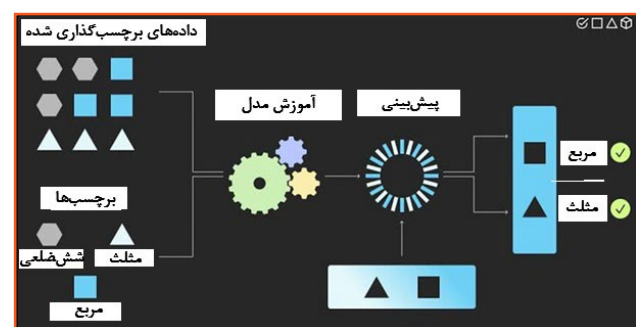 داده‌های برچسب‌گذاری شده
آموزش مدل
پیش‌بینی
مربع
مثلث
برچسب‌ها
شش‌ضلعی
مثلث
مربع